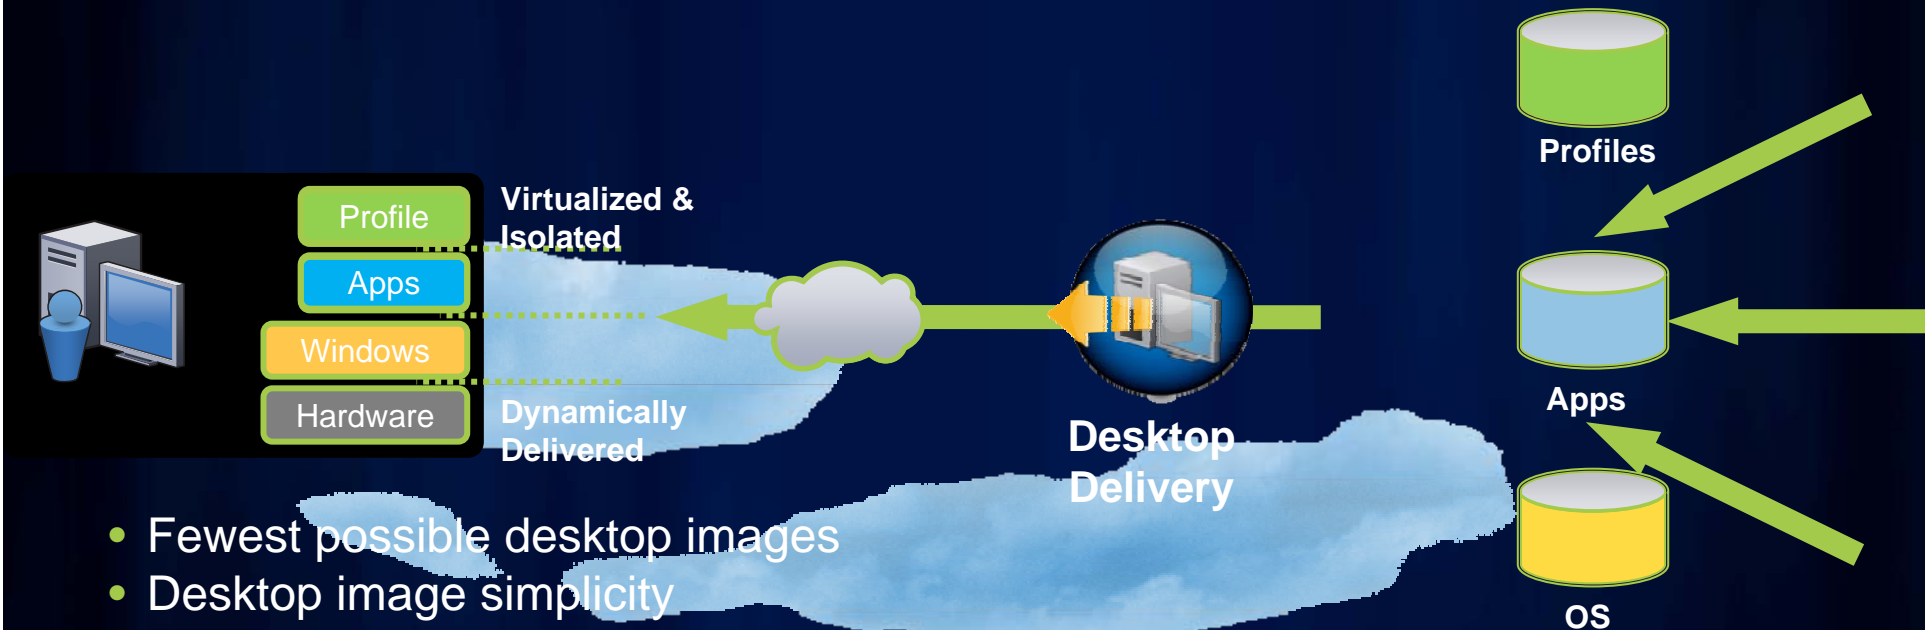 Profiles
Virtualized &
Isolated
Profile
Apps
Windows
Hardware
Dynamically
Delivered
Desktop
Delivery
Apps
OS
• Fewest possible desktop images
• Desktop image simplicity